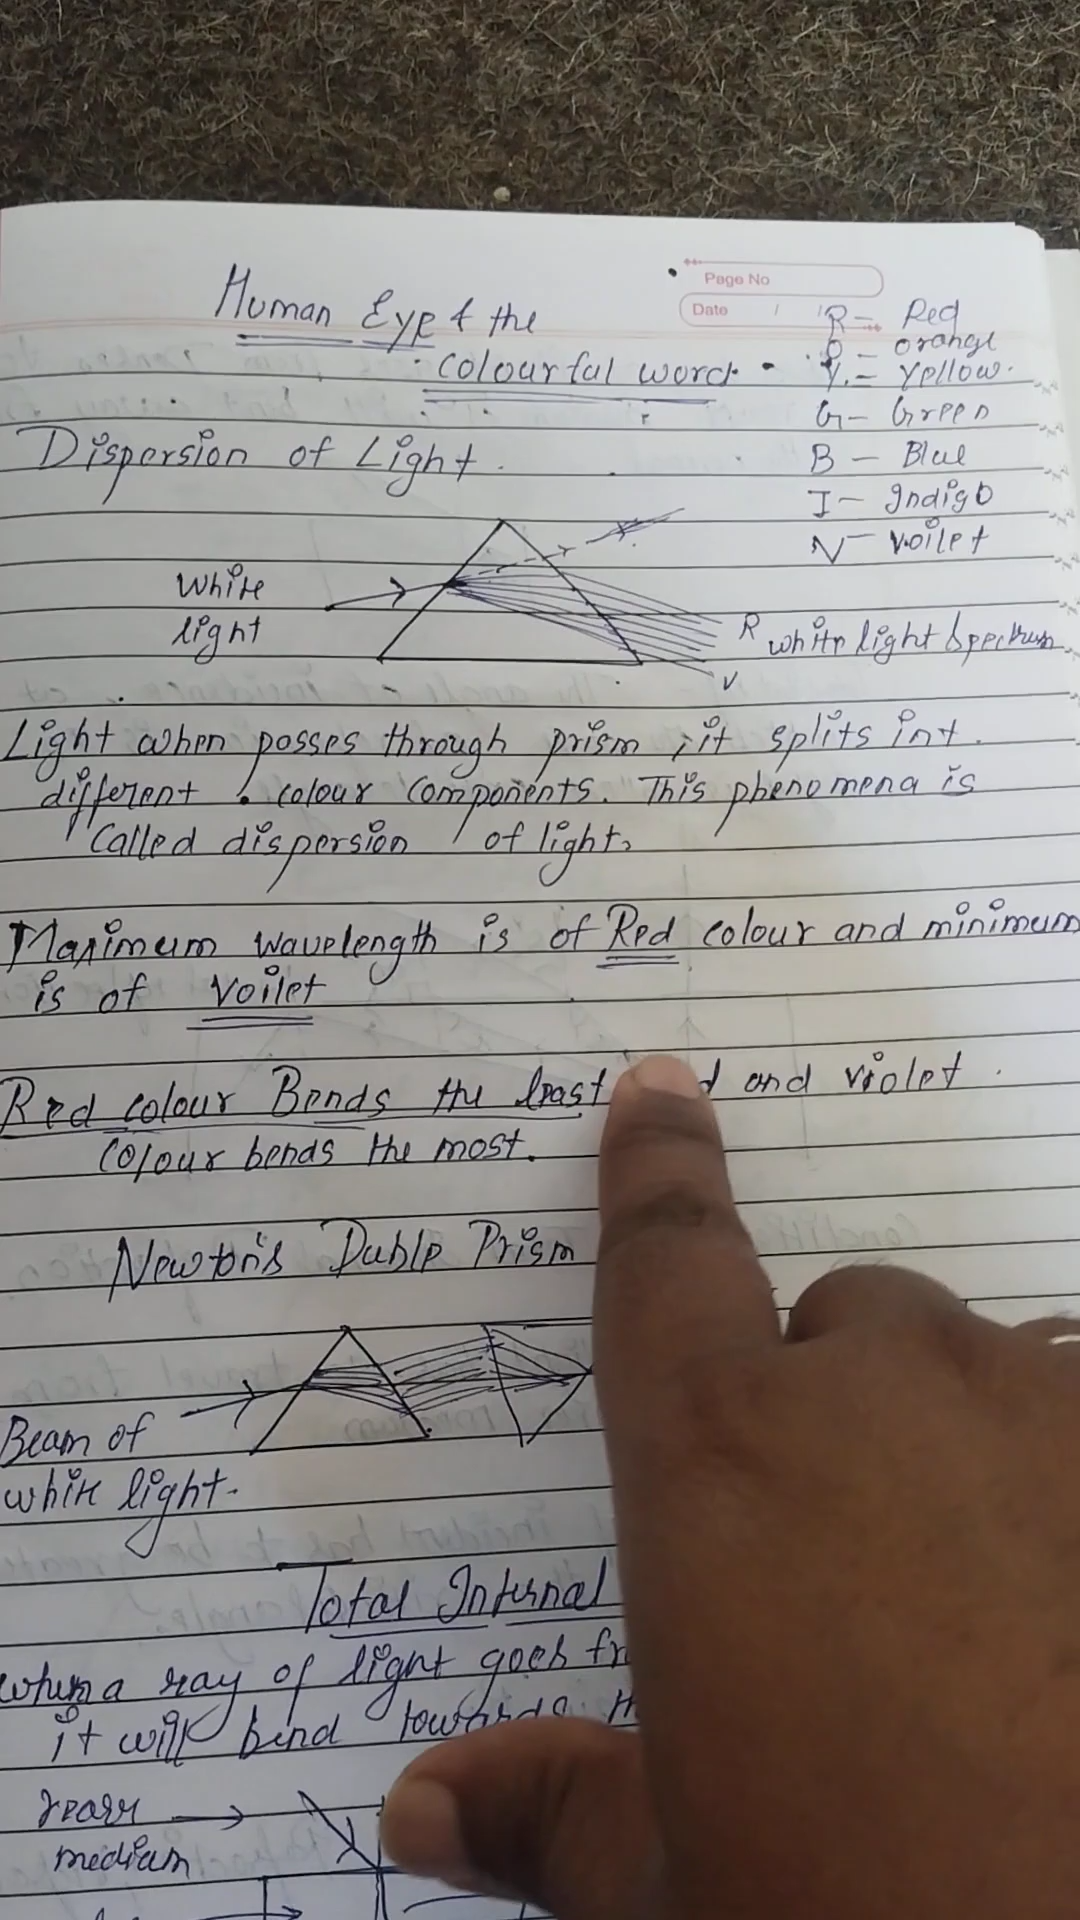 Page No
Date / /
Human Eye & the
colourful word.
R - Red
O - orange
Y - Yellow.
G - Green
B - Blue
I - Indigo
V - voilet
Dispersion of Light.
White
light
R
white light Spectrum
V
Light when posses through prism, it splits int
different colour components. This phenomena is
Called dispersion of light,
Maximum wavelength is of Red colour and minimum
is of voilet
Red colour Bends the least and violet
colour bends the most.
Newton's Duble Prism
Beam of
white light.
Total Internal
when a ray of light goes
it will bend towards
medium